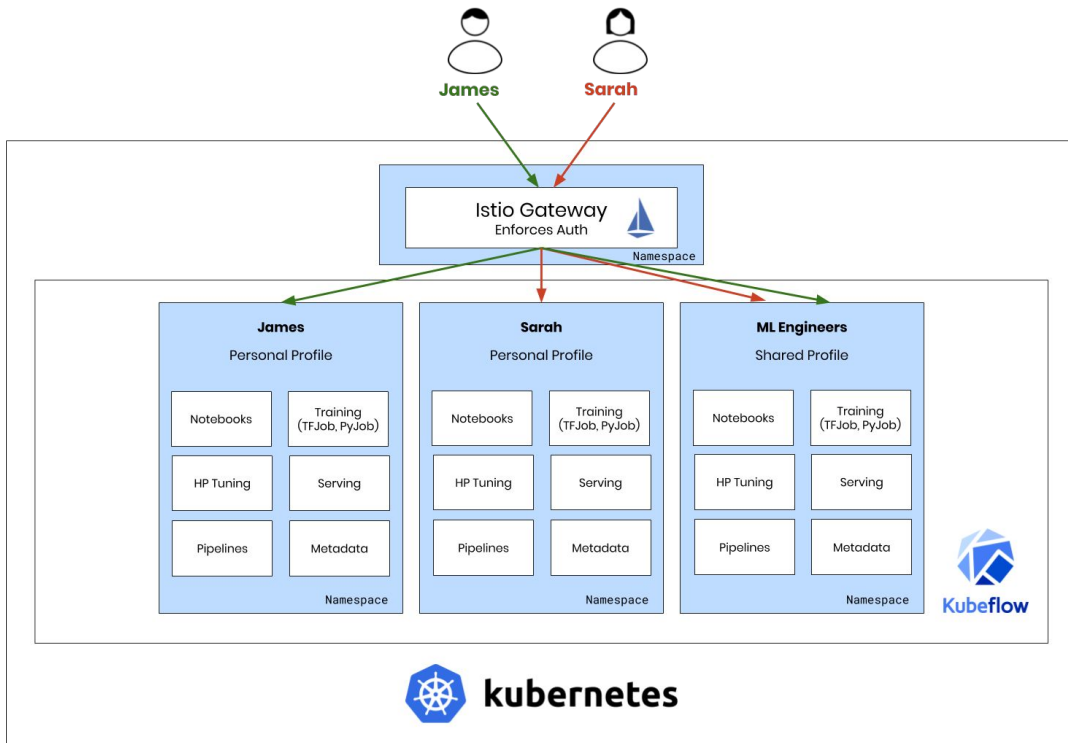 James
Sarah
Istio Gateway
Enforces Auth
Namespace
James
Personal Profile
Notebooks
Training
(TFJob, PyJob)
HP Tuning
Serving
Pipelines
Metadata
Namespace
Sarah
Personal Profile
Notebooks
Training
(TFJob, PyJob)
HP Tuning
Serving
Pipelines
Metadata
Namespace
ML Engineers
Shared Profile
Notebooks
Training
(TFJob, PyJob)
HP Tuning
Serving
Pipelines
Metadata
Namespace
Kubeflow
kubernetes